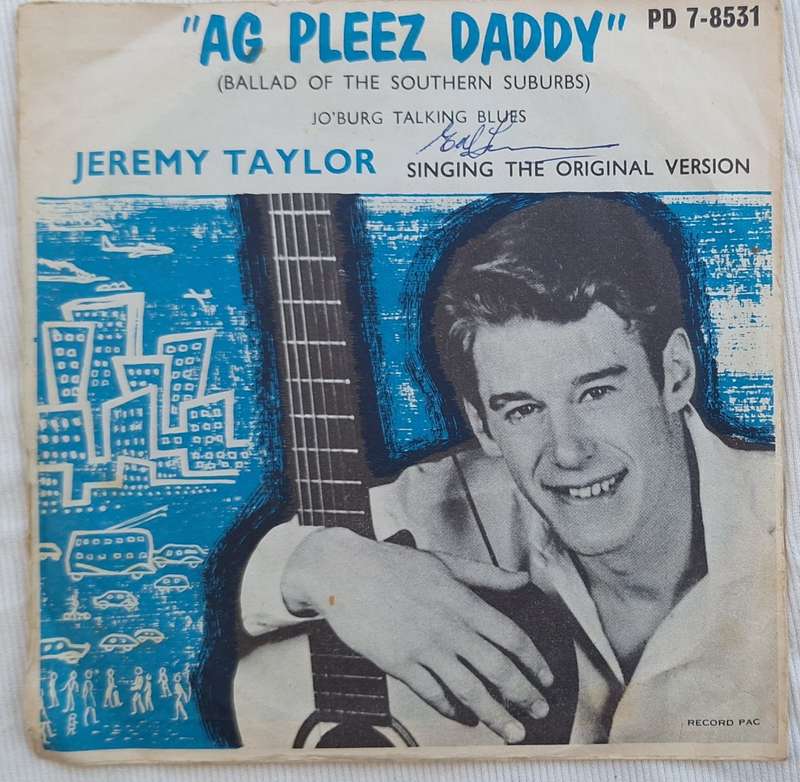 "AG PLEEZ DADDY" PD 7-8531
(BALLAD OF THE SOUTHERN SUBURBS)
JO'BURG TALKING BLUES
JEREMY TAYLOR SINGING THE ORIGINAL VERSION
RECORD PAC